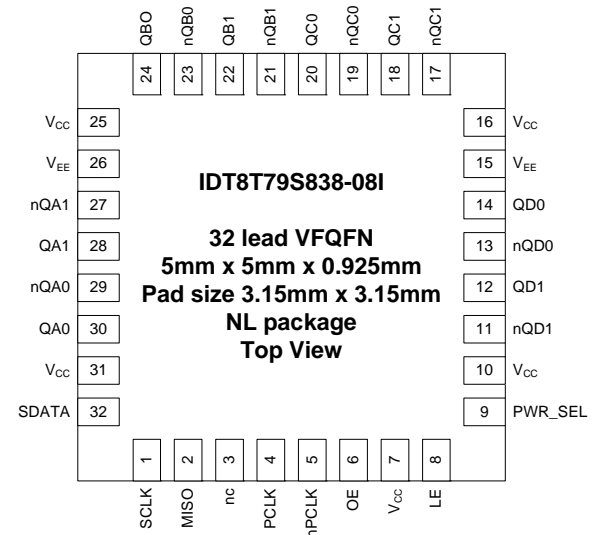 QBO nQB0 QB1 nQB1 QC0 nQC0 QC1 nQC1
24 23 22 21 20 19 18 17
VCC 25
VEE 26
nQA1 27
QA1 28
nQA0 29
QA0 30
VCC 31
SDATA 32
IDT8T79S838-08I
32 lead VFQFN
5mm x 5mm x 0.925mm
Pad size 3.15mm x 3.15mm
NL package
Top View
16 VCC
15 VEE
14 QD0
13 nQD0
12 QD1
11 nQD1
10 VCC
9 PWR_SEL
1 2 3 4 5 6 7 8
SCLK MISO nc PCLK nPCLK OE VCC LE